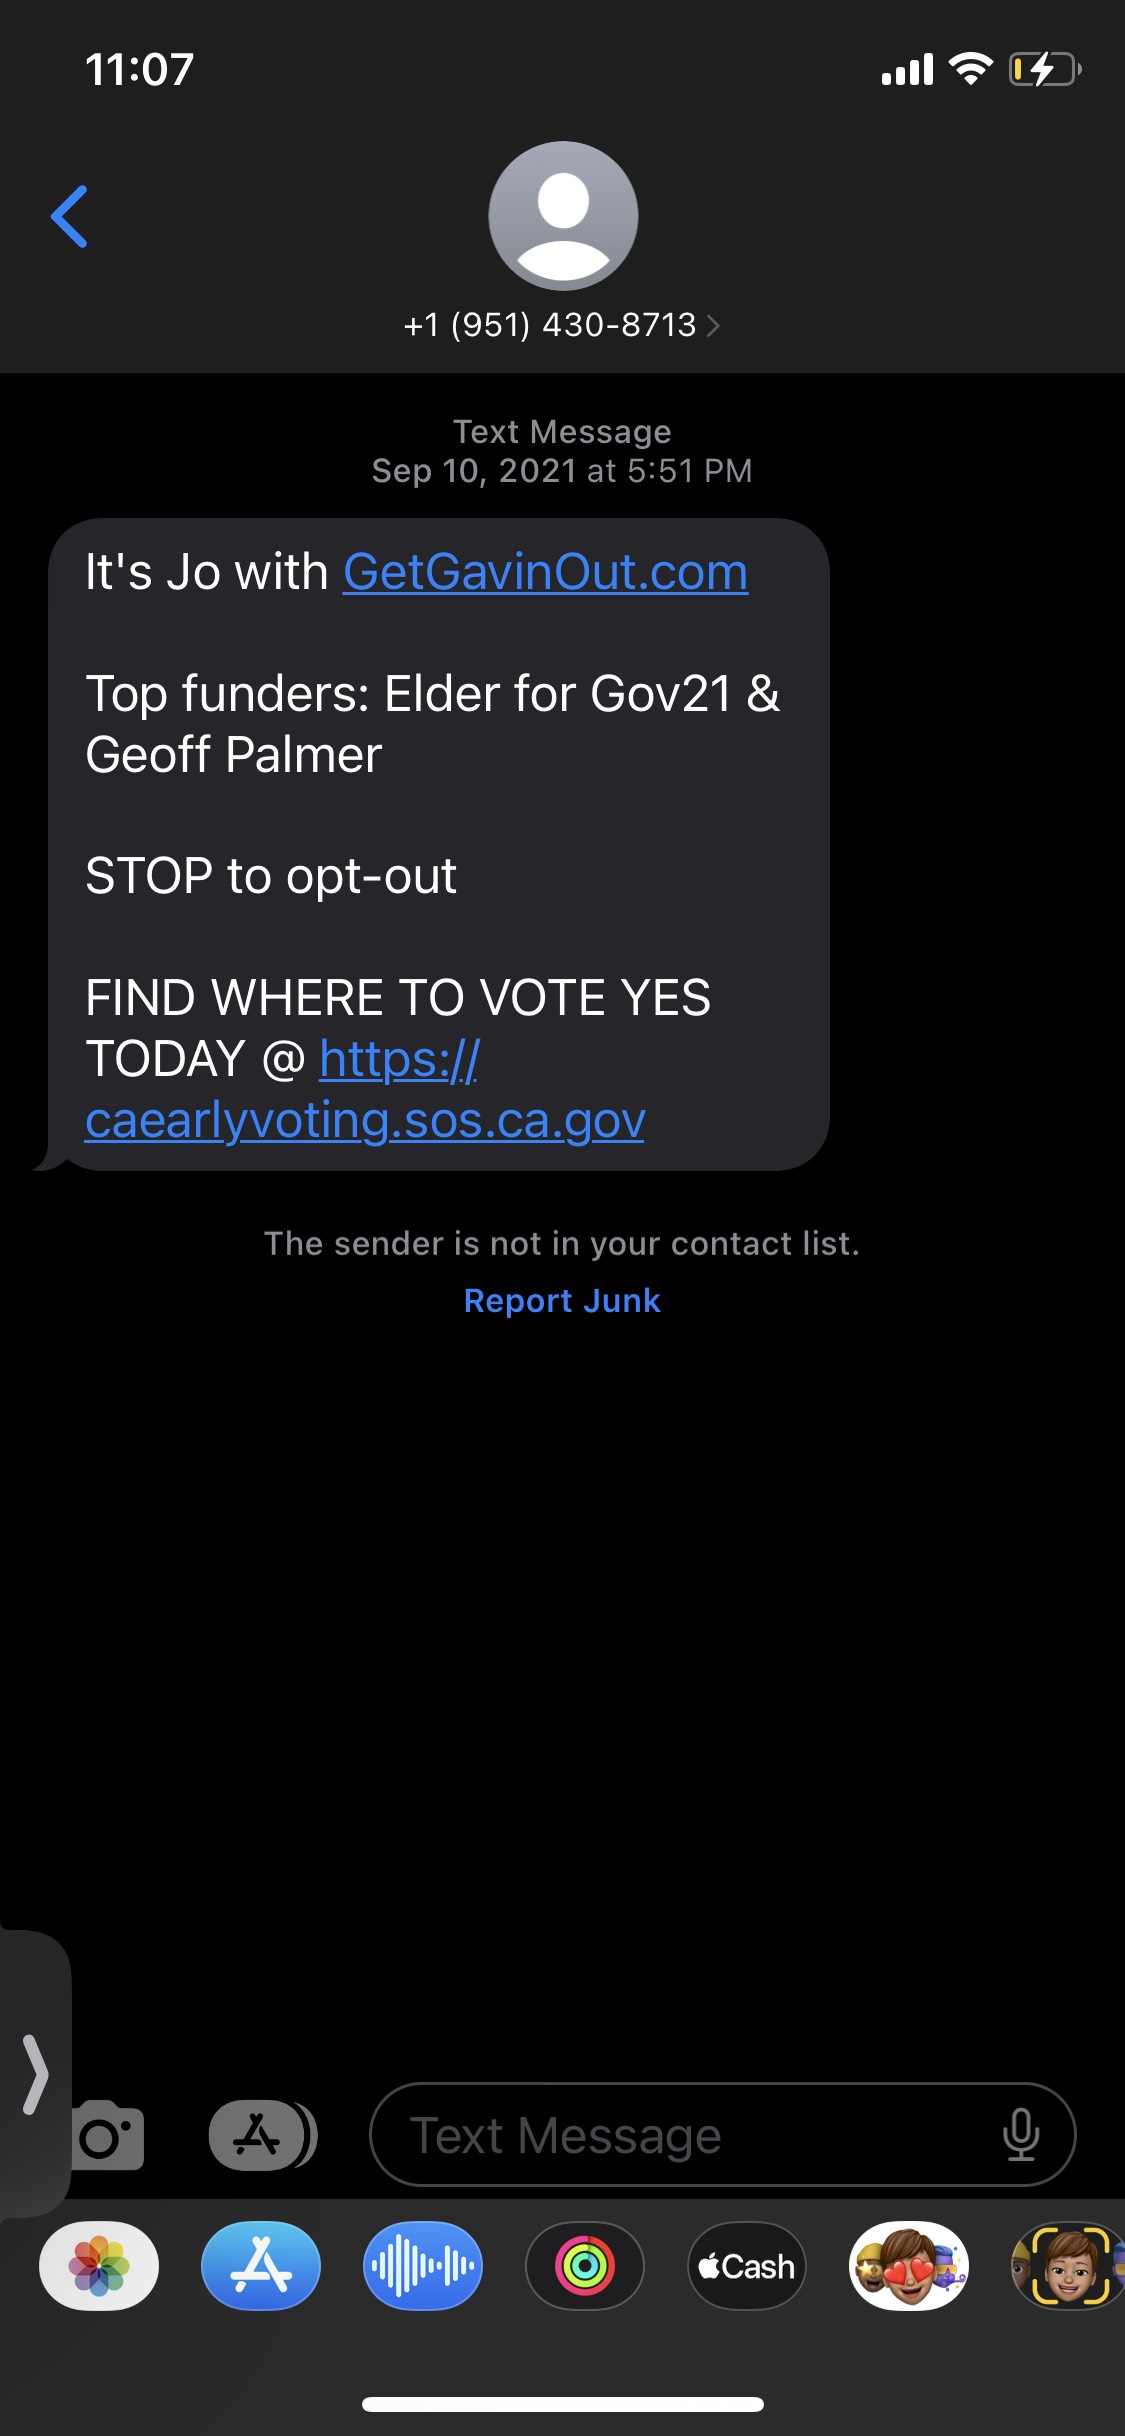 11:07
+1 (951) 430-8713
Text Message
Sep 10, 2021 at 5:51 PM
It's Jo with GetGavinOut.com
Top funders: Elder for Gov21 &
Geoff Palmer
STOP to opt-out
FIND WHERE TO VOTE YES
TODAY @ https://
caearlyvoting.sos.ca.gov
The sender is not in your contact list.
Report Junk
Text Message
Cash